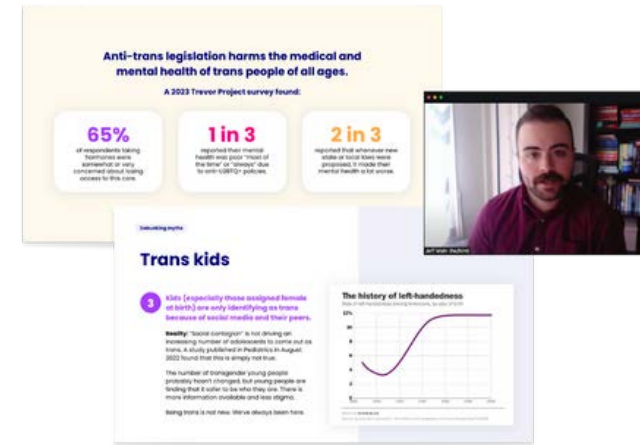 Anti-trans legislation harms the medical and
mental health of trans people of all ages.
A 2023 Trevor Project survey found:
65%
of respondents taking
hormones were
somewhat or very
concerned about losing
access to this care.
1 in 3
reported their mental
health was poor "most of
the time" or "always" due
to anti-LGBTQ+ policies.
2 in 3
reported that whenever new
state or local laws were
proposed, it made their
mental health a lot worse.
Debunking myths
Trans kids
3
Kids (especially those assigned female
at birth) are only identifying as trans
because of social media and their peers.
Reality: "Social contagion" is not driving an
increasing number of adolescents to come out as
trans. A study published in Pediatrics in August
2022 found that this is simply not true.
The number of transgender young people
probably hasn't changed, but young people are
finding that it safer to be who they are. There is
more information available and less stigma.
Being trans is not new. We've always been here.
The history of left-handedness
12%
10
8
6
4
2
0